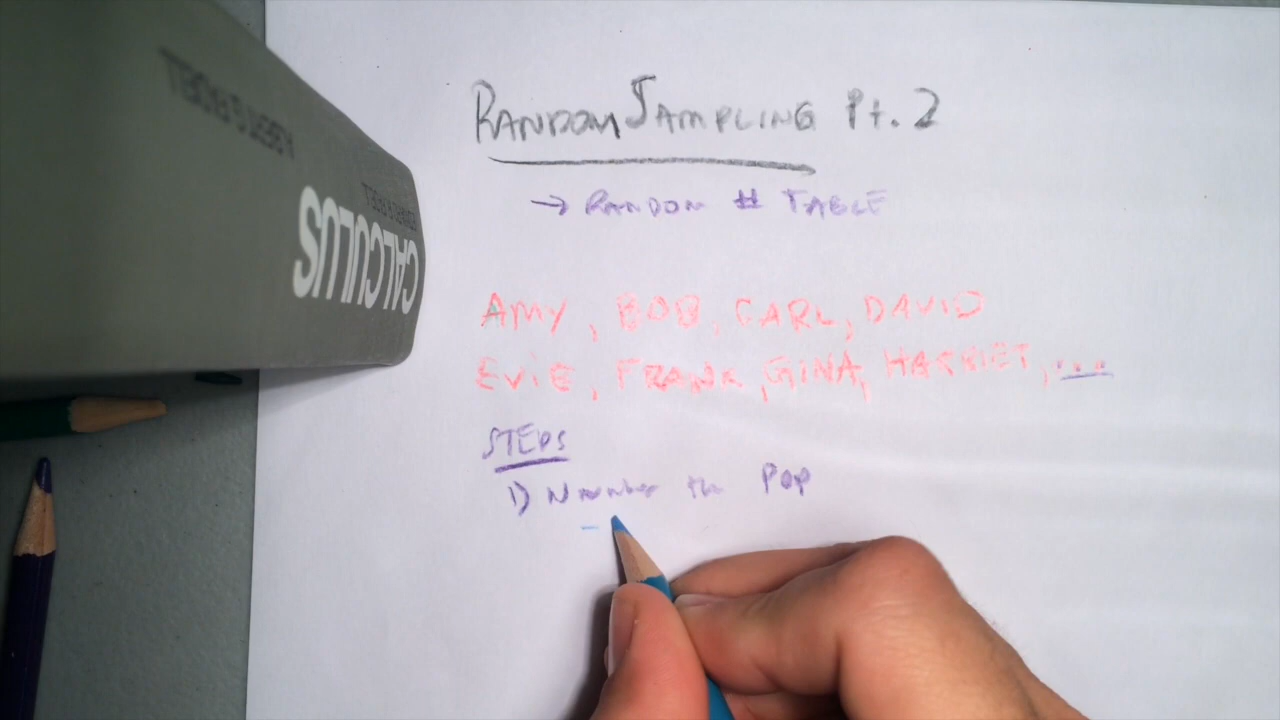 RANDOM SAMPLING Pt. 2
→ RANDOM # TABLE
AMY, BOB, CARL, DAVID
EVIE, FRANK, GINA, HARRIET, ...
STEPS
1) Number the Pop
CALCULUS